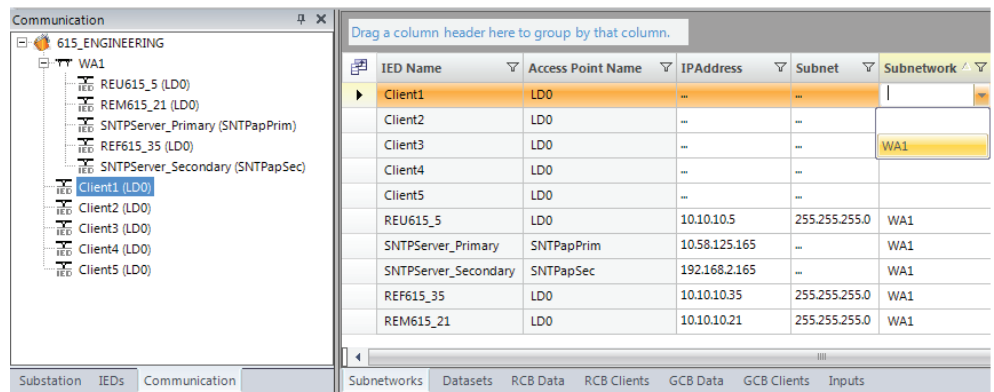 Communication
615_ENGINEERING
WA1
REU615_5 (LD0)
REM615_21 (LD0)
SNTPServer_Primary (SNTPapPrim)
REF615_35 (LD0)
SNTPServer_Secondary (SNTPapSec)
Client1 (LD0)
Client2 (LD0)
Client3 (LD0)
Client4 (LD0)
Client5 (LD0)
Substation IEDs Communication
Drag a column header here to group by that column.
IED Name Access Point Name IPAddress Subnet Subnetwork
Client1 LD0 ... ...
Client2 LD0 ... ...
Client3 LD0 ... ... WA1
Client4 LD0 ... ...
Client5 LD0 ... ...
REU615_5 LD0 10.10.10.5 255.255.255.0 WA1
SNTPServer_Primary SNTPapPrim 10.58.125.165 ... WA1
SNTPServer_Secondary SNTPapSec 192.168.2.165 ... WA1
REF615_35 LD0 10.10.10.35 255.255.255.0 WA1
REM615_21 LD0 10.10.10.21 255.255.255.0 WA1
Subnetworks Datasets RCB Data RCB Clients GCB Data GCB Clients Inputs